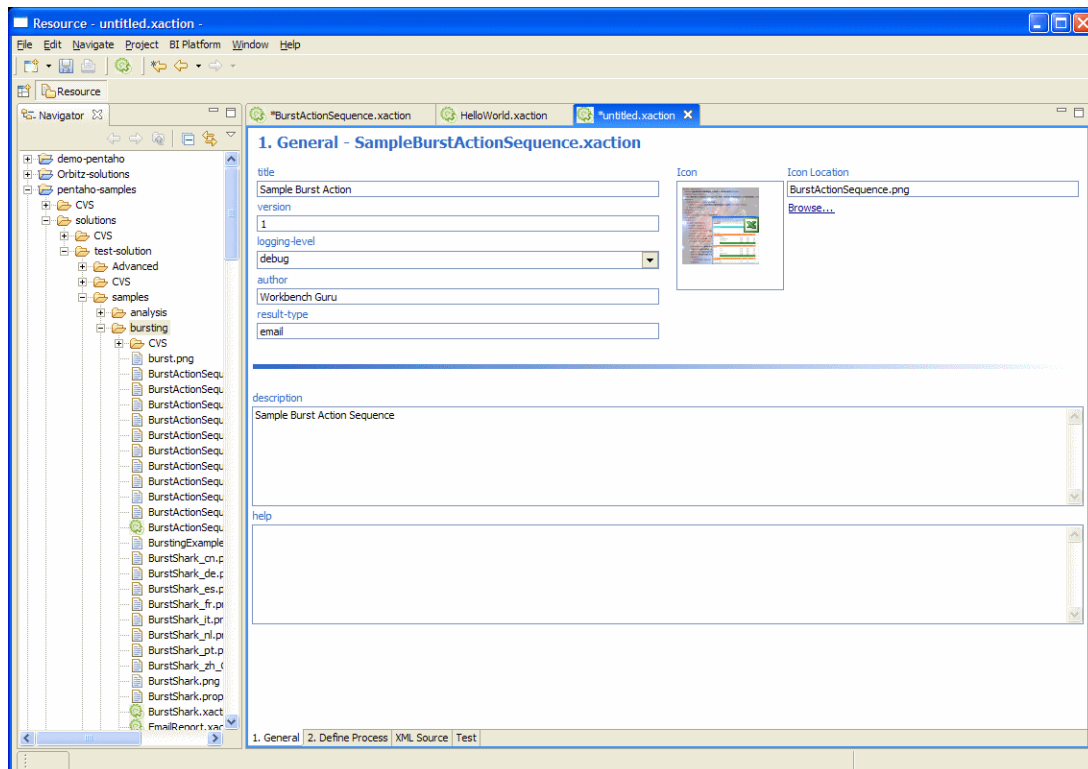 Resource - untitled.xaction -
File Edit Navigate Project BI Platform Window Help
Resource
Navigator
demo-pentaho
Orbitz-solutions
pentaho-samples
CVS
solutions
CVS
test-solution
Advanced
CVS
samples
analysis
bursting
CVS
burst.png
BurstActionSequ
BurstActionSequ
BurstActionSequ
BurstActionSequ
BurstActionSequ
BurstActionSequ
BurstActionSequ
BurstActionSequ
BurstActionSequ
BurstActionSequ
BurstActionSequ
BurstingExample
BurstShark_cn.p
BurstShark_de.p
BurstShark_es.p
BurstShark_fr.pr
BurstShark_it.pr
BurstShark_nl.pr
BurstShark_pt.p
BurstShark_zh_C
BurstShark.png
BurstShark.prop
BurstShark.xact
EmailReport.xac
*BurstActionSequence.xaction HelloWorld.xaction *untitled.xaction
1. General - SampleBurstActionSequence.xaction
title
Sample Burst Action
version
1
logging-level
debug
author
Workbench Guru
result-type
email
Icon
Icon Location
BurstActionSequence.png
Browse...
description
Sample Burst Action Sequence
help
1. General 2. Define Process XML Source Test